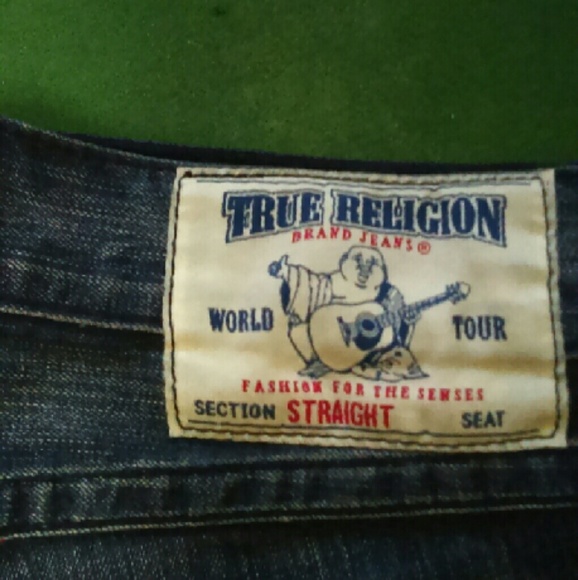 TRUE RELIGION
BRAND JEANS®
WORLD TOUR
FASHION FOR THE SENSES
SECTION STRAIGHT SEAT